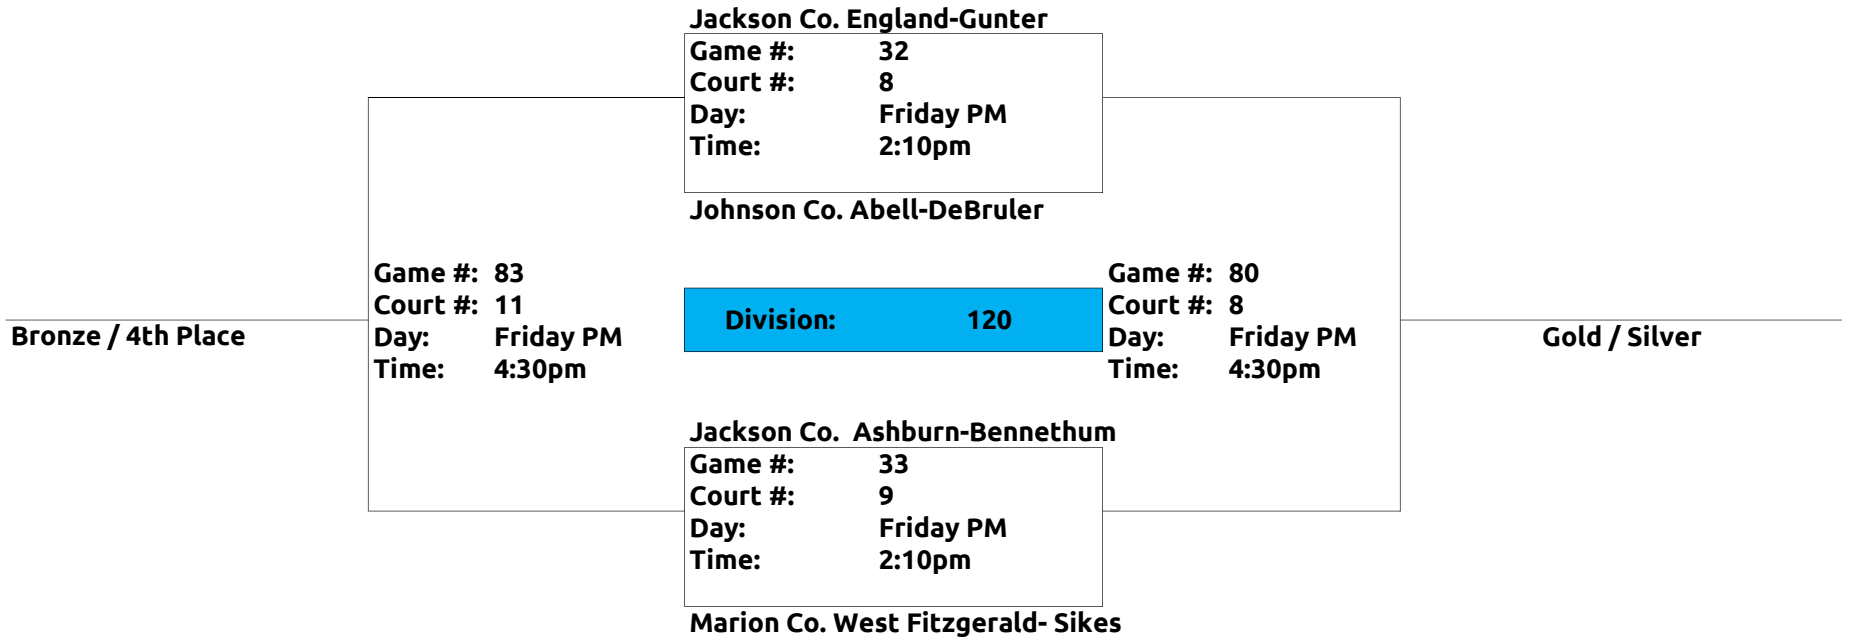 Jackson Co. England-Gunter
Game #: 32
Court #: 8
Day: Friday PM
Time: 2:10pm
Johnson Co. Abell-DeBruler
Bronze / 4th Place
Game #: 83
Court #: 11
Day: Friday PM
Time: 4:30pm
Division: 120
Game #: 80
Court #: 8
Day: Friday PM
Time: 4:30pm
Gold / Silver
Jackson Co.  Ashburn-Bennethum
Game #: 33
Court #: 9
Day: Friday PM
Time: 2:10pm
Marion Co. West Fitzgerald- Sikes